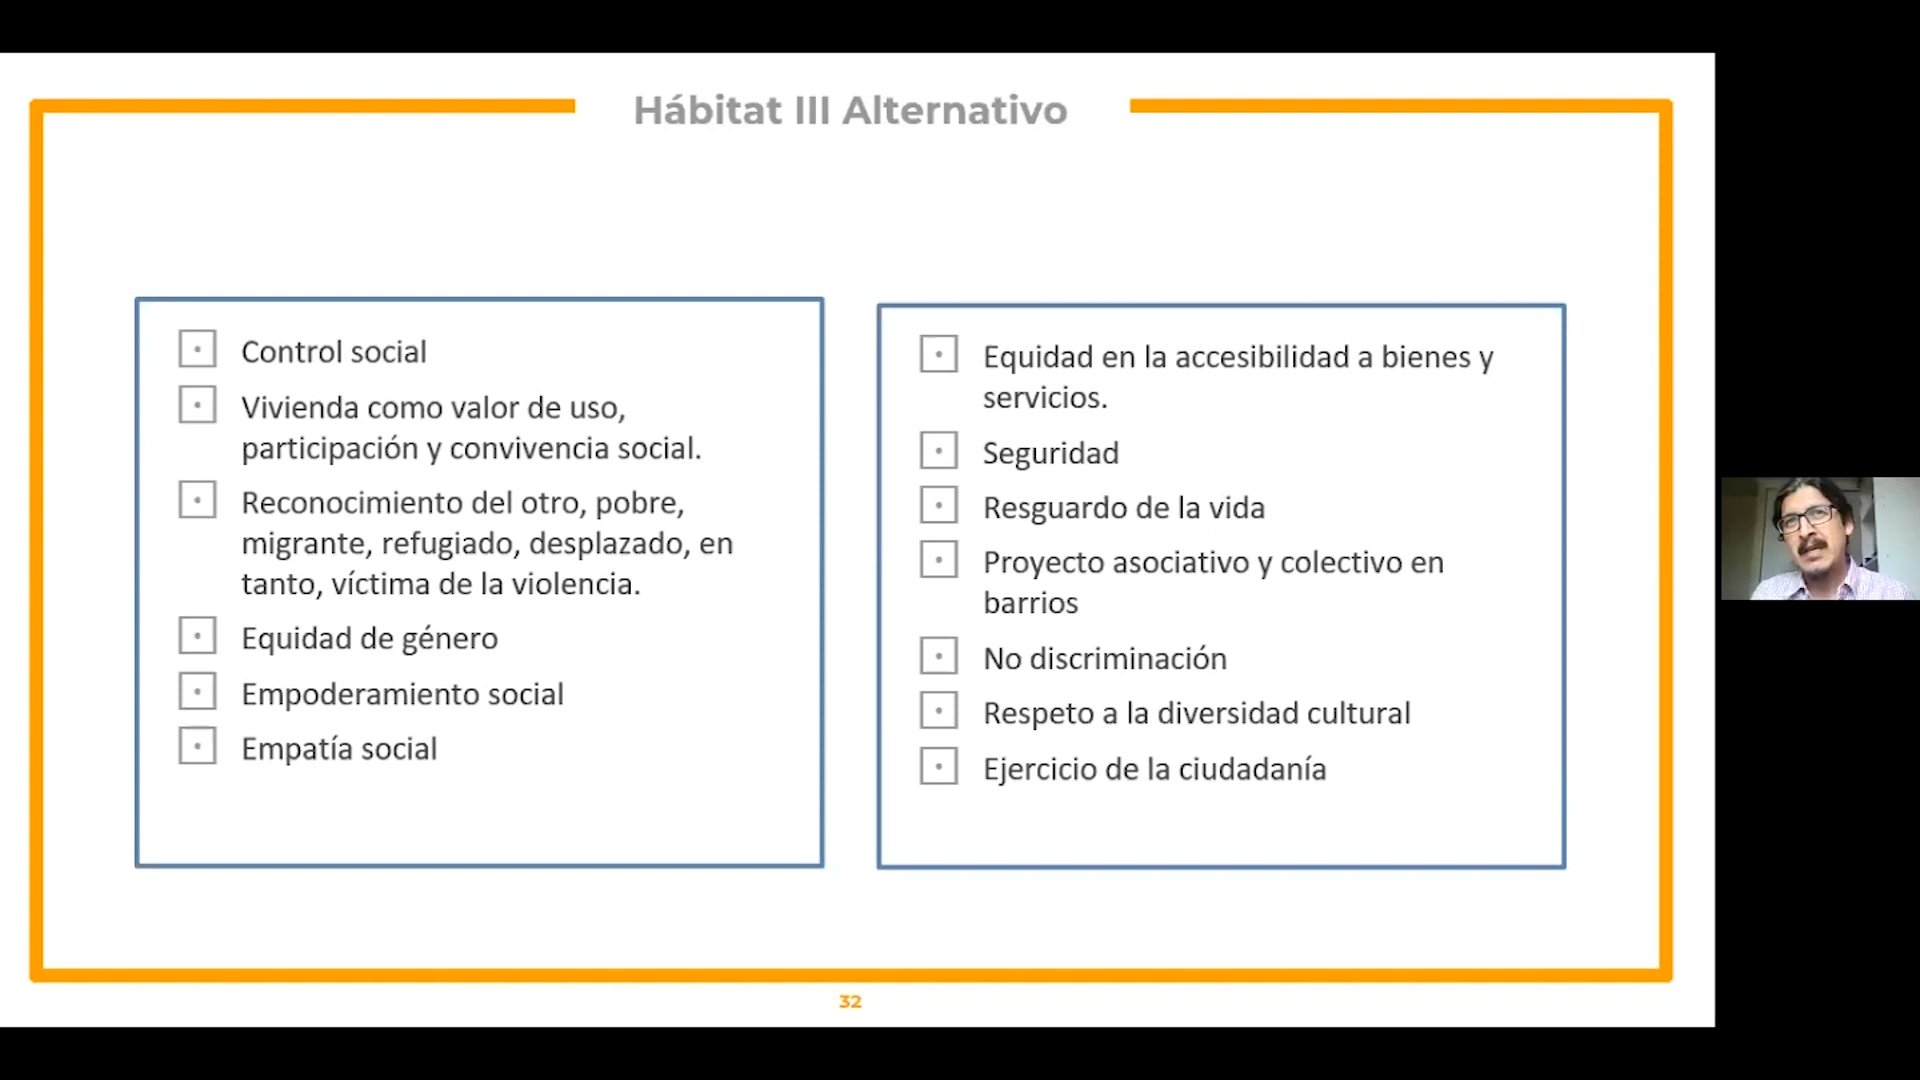 Hábitat III Alternativo
Control social
Vivienda como valor de uso,
participación y convivencia social.
Reconocimiento del otro, pobre,
migrante, refugiado, desplazado, en
tanto, víctima de la violencia.
Equidad de género
Empoderamiento social
Empatía social
Equidad en la accesibilidad a bienes y
servicios.
Seguridad
Resguardo de la vida
Proyecto asociativo y colectivo en
barrios
No discriminación
Respeto a la diversidad cultural
Ejercicio de la ciudadanía
32